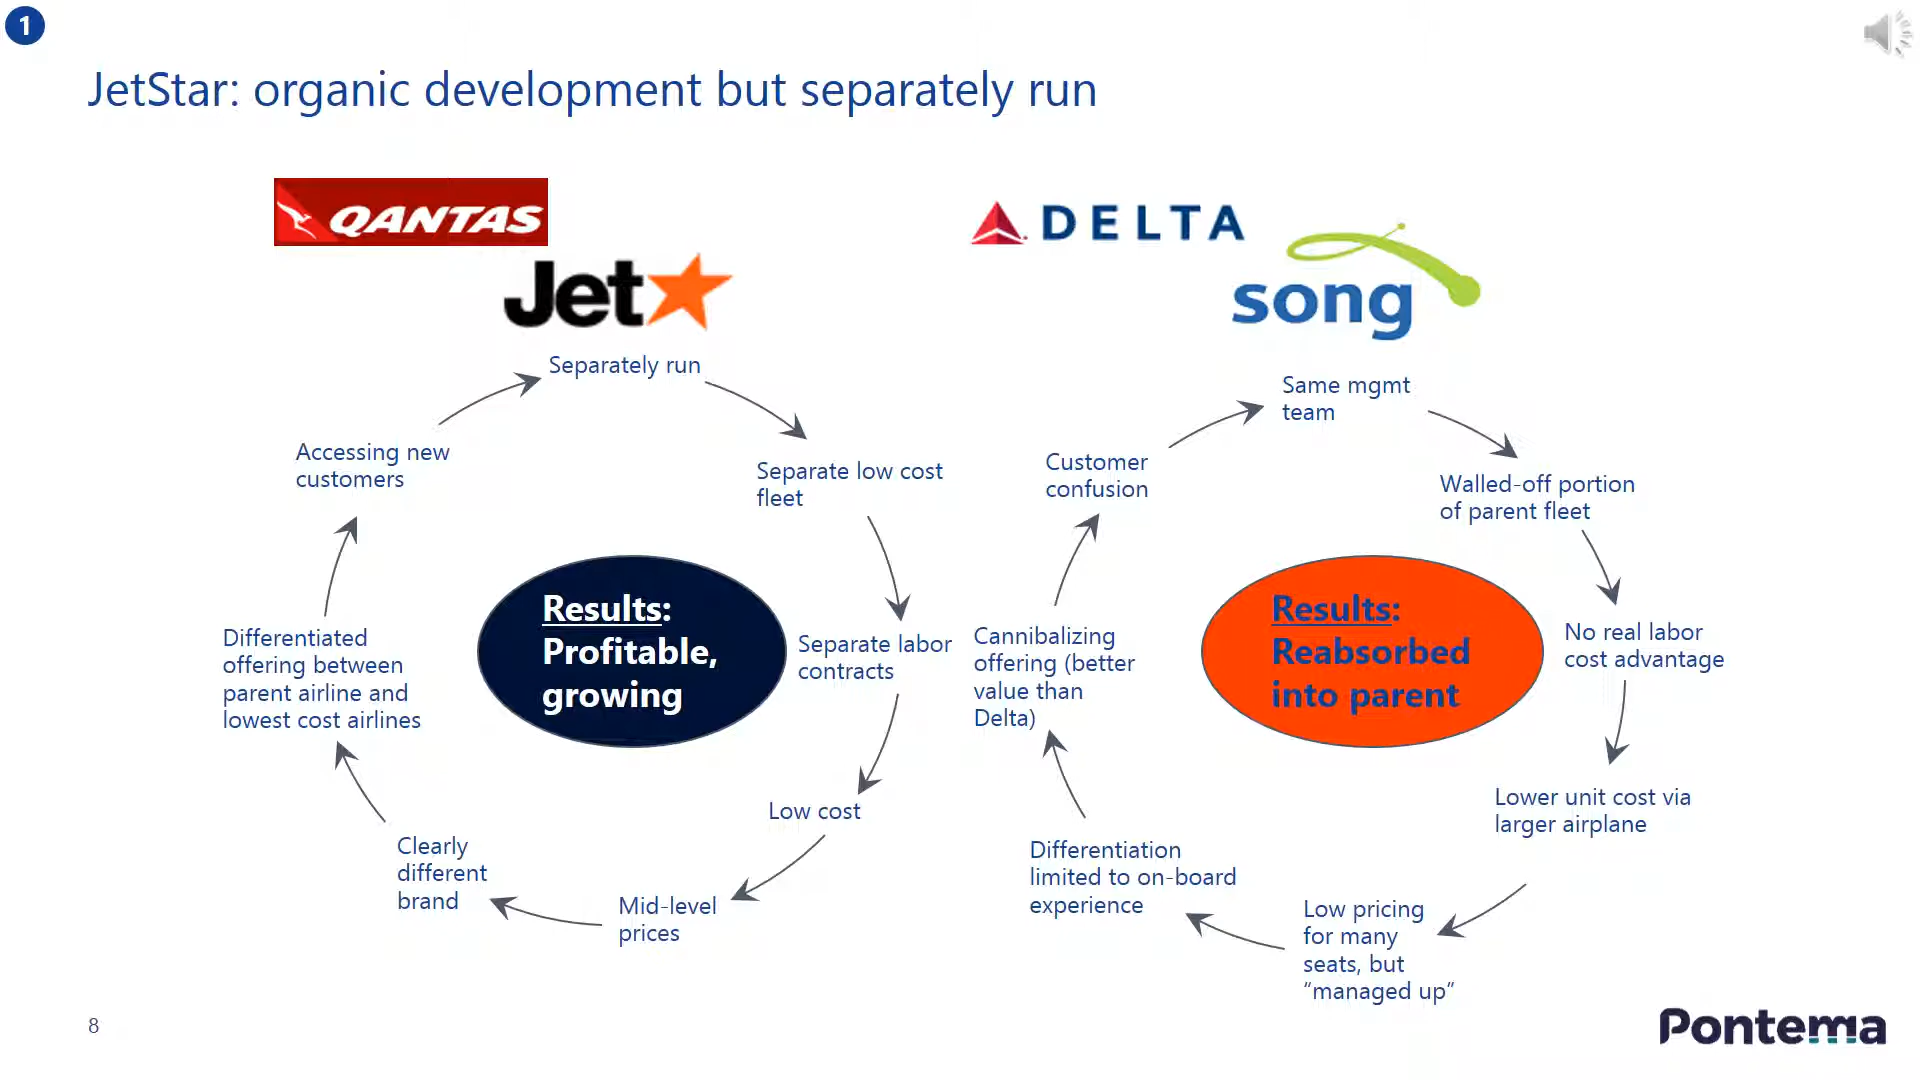 1
JetStar: organic development but separately run
QANTAS
Jet
DELTA
song
Separately run
Separate low cost
fleet
Separate labor
contracts
Low cost
Mid-level
prices
Clearly
different
brand
Differentiated
offering between
parent airline and
lowest cost airlines
Accessing new
customers
Results:
Profitable,
growing
Same mgmt
team
Walled-off portion
of parent fleet
No real labor
cost advantage
Lower unit cost via
larger airplane
Low pricing
for many
seats, but
“managed up”
Differentiation
limited to on-board
experience
Cannibalizing
offering (better
value than
Delta)
Customer
confusion
Results:
Reabsorbed
into parent
8
Pontema